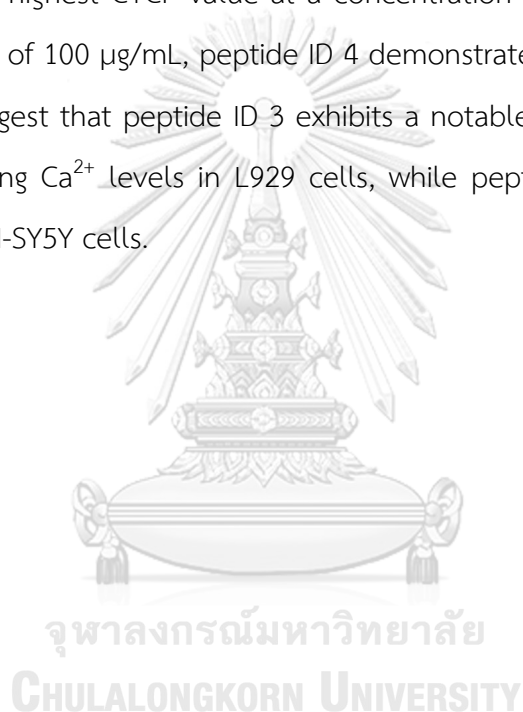 highest CTCF value at a concentration
of 100 µg/mL, peptide ID 4 demonstrate
gest that peptide ID 3 exhibits a notable
ng Ca²⁺ levels in L929 cells, while pept
-SY5Y cells.
จุฬาลงกรณ์มหาวิทยาลัย
CHULALONGKORN UNIVERSITY